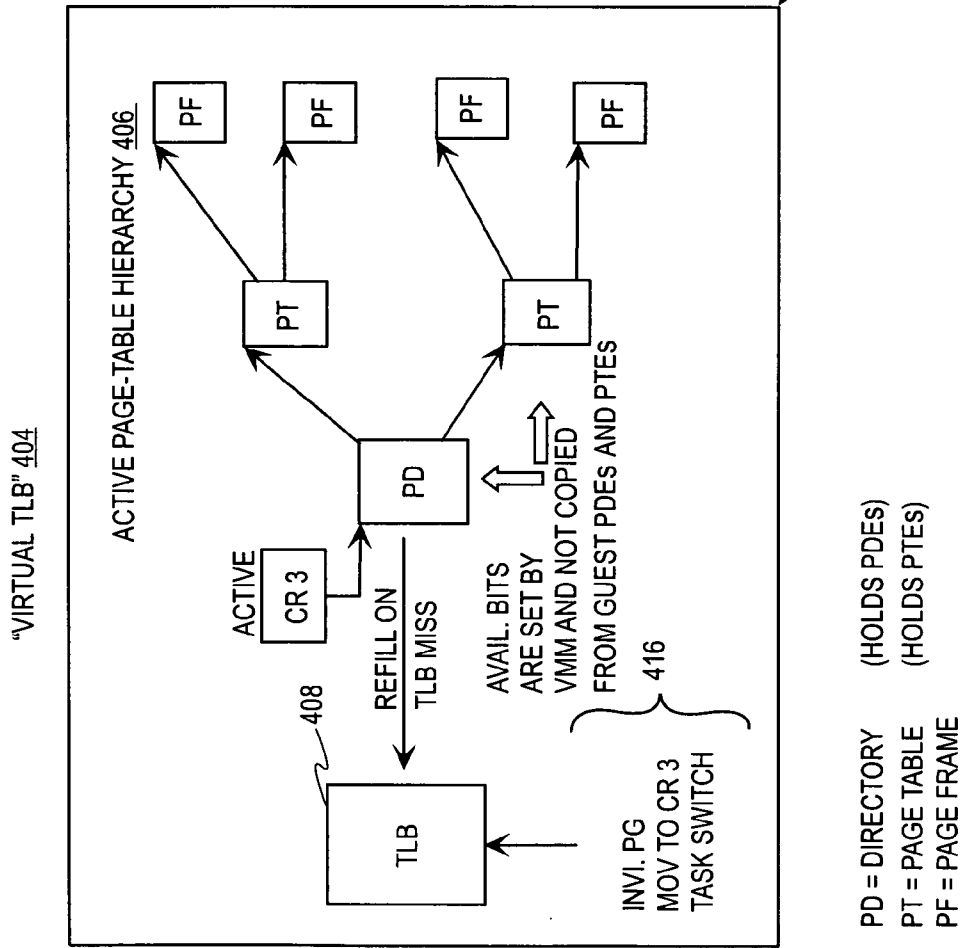 "VIRTUAL TLB" 404
ACTIVE PAGE-TABLE HIERARCHY 406
PF
PF
PF
PF
PT
PT
PD
ACTIVE
CR 3
REFILL ON
TLB MISS
AVAIL. BITS
ARE SET BY
VMM AND NOT COPIED
FROM GUEST PDEs AND PTEs
408
TLB
416
INVI. PG
MOV TO CR 3
TASK SWITCH
PD = DIRECTORY (HOLDS PDEs)
PT = PAGE TABLE (HOLDS PTEs)
PF = PAGE FRAME